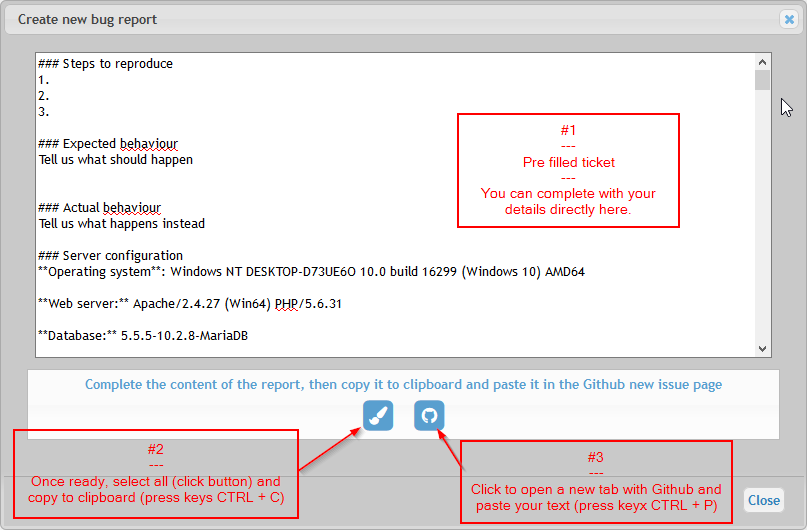 Create new bug report
### Steps to reproduce
1.
2.
3.
### Expected behaviour
Tell us what should happen
### Actual behaviour
Tell us what happens instead
### Server configuration
**Operating system**: Windows NT DESKTOP-D73UE6O 10.0 build 16299 (Windows 10) AMD64
**Web server:** Apache/2.4.27 (Win64) PHP/5.6.31
**Database:** 5.5.5-10.2.8-MariaDB
#1
---
Pre filled ticket
---
You can complete with your
details directly here.
Complete the content of the report, then copy it to clipboard and paste it in the Github new issue page
#2
---
Once ready, select all (click button) and
copy to clipboard (press keys CTRL + C)
#3
---
Click to open a new tab with Github and
paste your text (press keyx CTRL + P)
Close